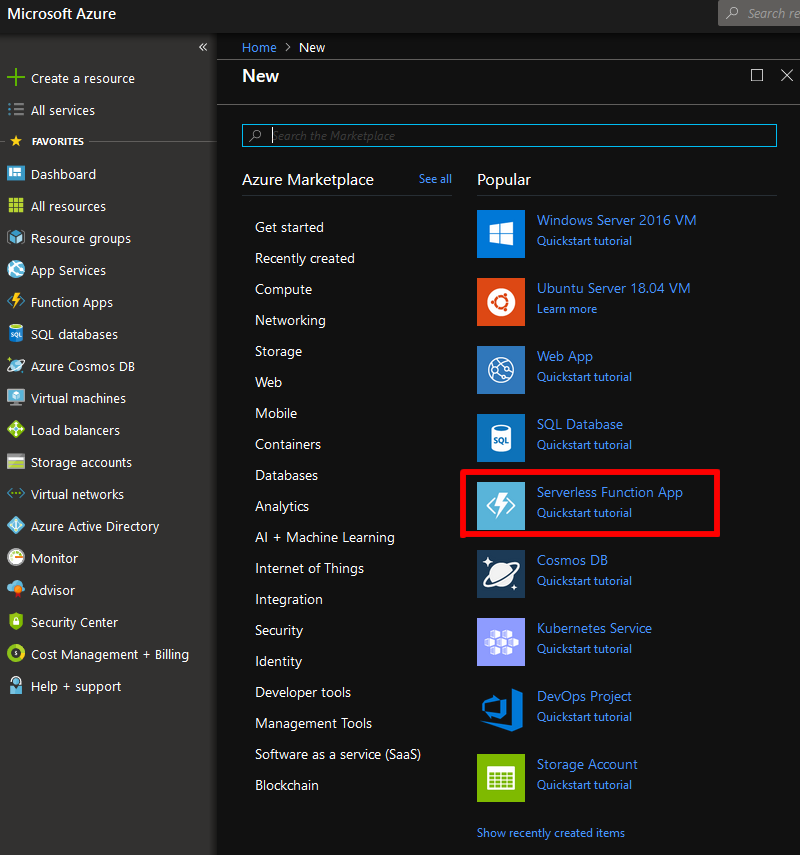 Microsoft Azure
Search re
«
Create a resource
All services
FAVORITES
Dashboard
All resources
Resource groups
App Services
Function Apps
SQL databases
Azure Cosmos DB
Virtual machines
Load balancers
Storage accounts
Virtual networks
Azure Active Directory
Monitor
Advisor
Security Center
Cost Management + Billing
Help + support
Home > New
New
Search the Marketplace
Azure Marketplace
See all
Get started
Recently created
Compute
Networking
Storage
Web
Mobile
Containers
Databases
Analytics
AI + Machine Learning
Internet of Things
Integration
Security
Identity
Developer tools
Management Tools
Software as a service (SaaS)
Blockchain
Popular
Windows Server 2016 VM
Quickstart tutorial
Ubuntu Server 18.04 VM
Learn more
Web App
Quickstart tutorial
SQL
SQL Database
Quickstart tutorial
Serverless Function App
Quickstart tutorial
Cosmos DB
Quickstart tutorial
Kubernetes Service
Quickstart tutorial
DevOps Project
Quickstart tutorial
Storage Account
Quickstart tutorial
Show recently created items